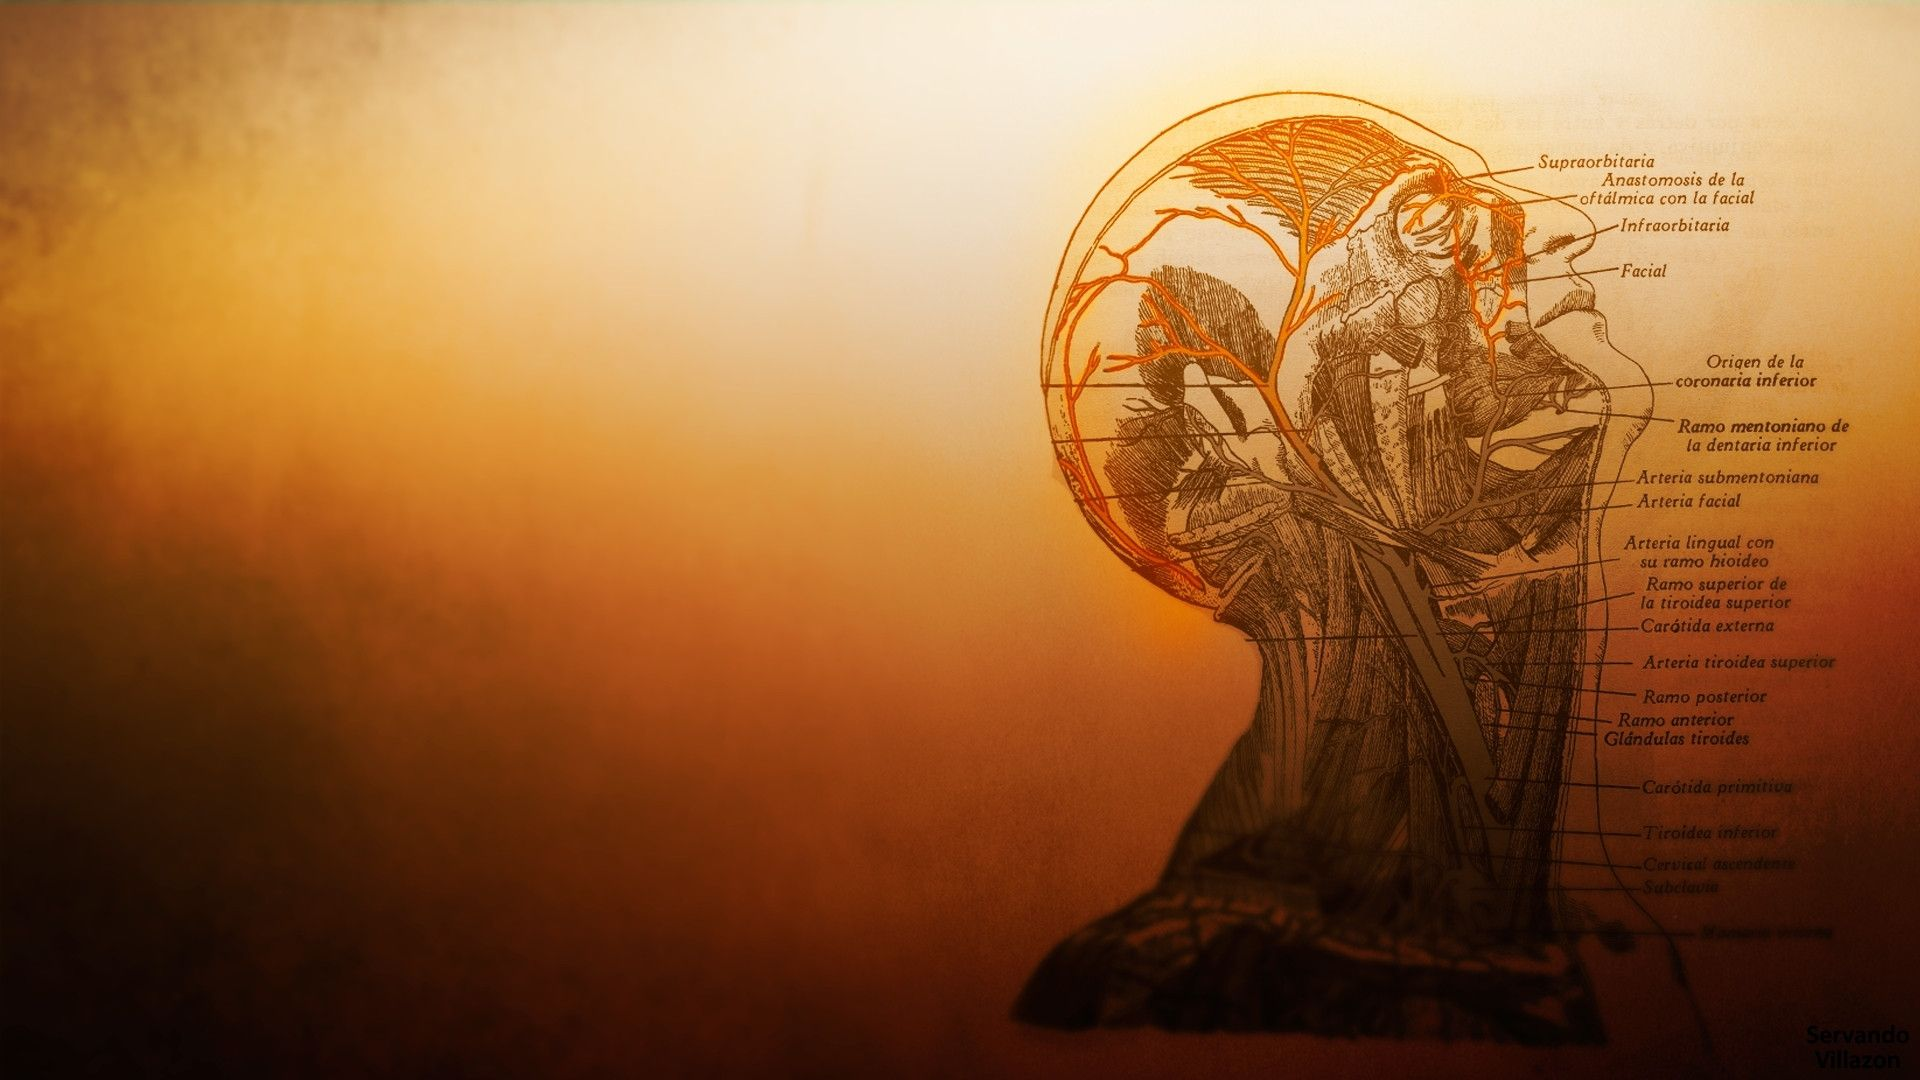 Supraorbitaria
Anastomosis de la
oftálmica con la facial
Infraorbitaria
Facial
Origen de la
coronaria inferior
Ramo mentoniano de
la dentaria inferior
Arteria submentoniana
Arteria facial
Arteria lingual con
su ramo hioideo
Ramo superior de
la tiroidea superior
Carótida externa
Arteria tiroidea superior
Ramo posterior
Ramo anterior
Glándulas tiroides
Carótida primitiva
Tiroidea inferior
Cervical ascendente
Subclavia
Servando
Villazon